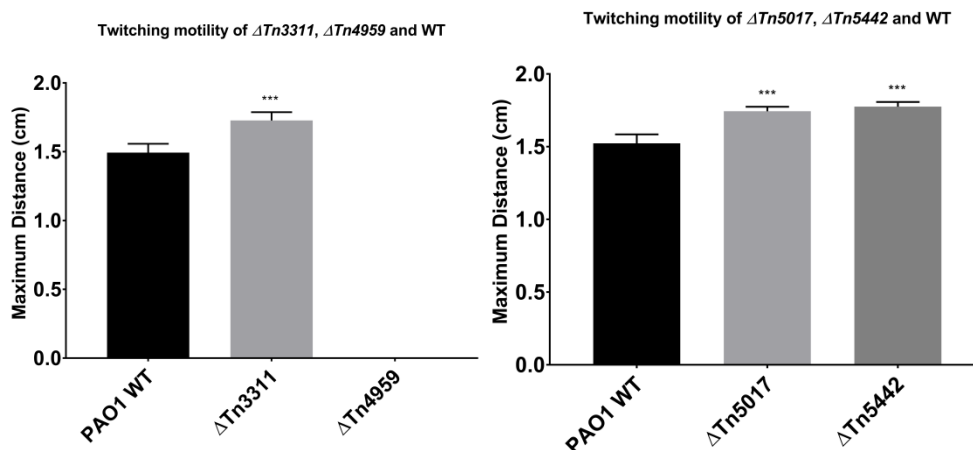 Twitching motility of ΔTn3311, ΔTn4959 and WT
***
2.0
1.5
1.0
0.5
0.0
Maximum Distance (cm)
PAO1 WT
ΔTn3311
ΔTn4959
Twitching motility of ΔTn5017, ΔTn5442 and WT
***
***
2.0
1.5
1.0
0.5
0.0
Maximum Distance (cm)
PAO1 WT
ΔTn5017
ΔTn5442